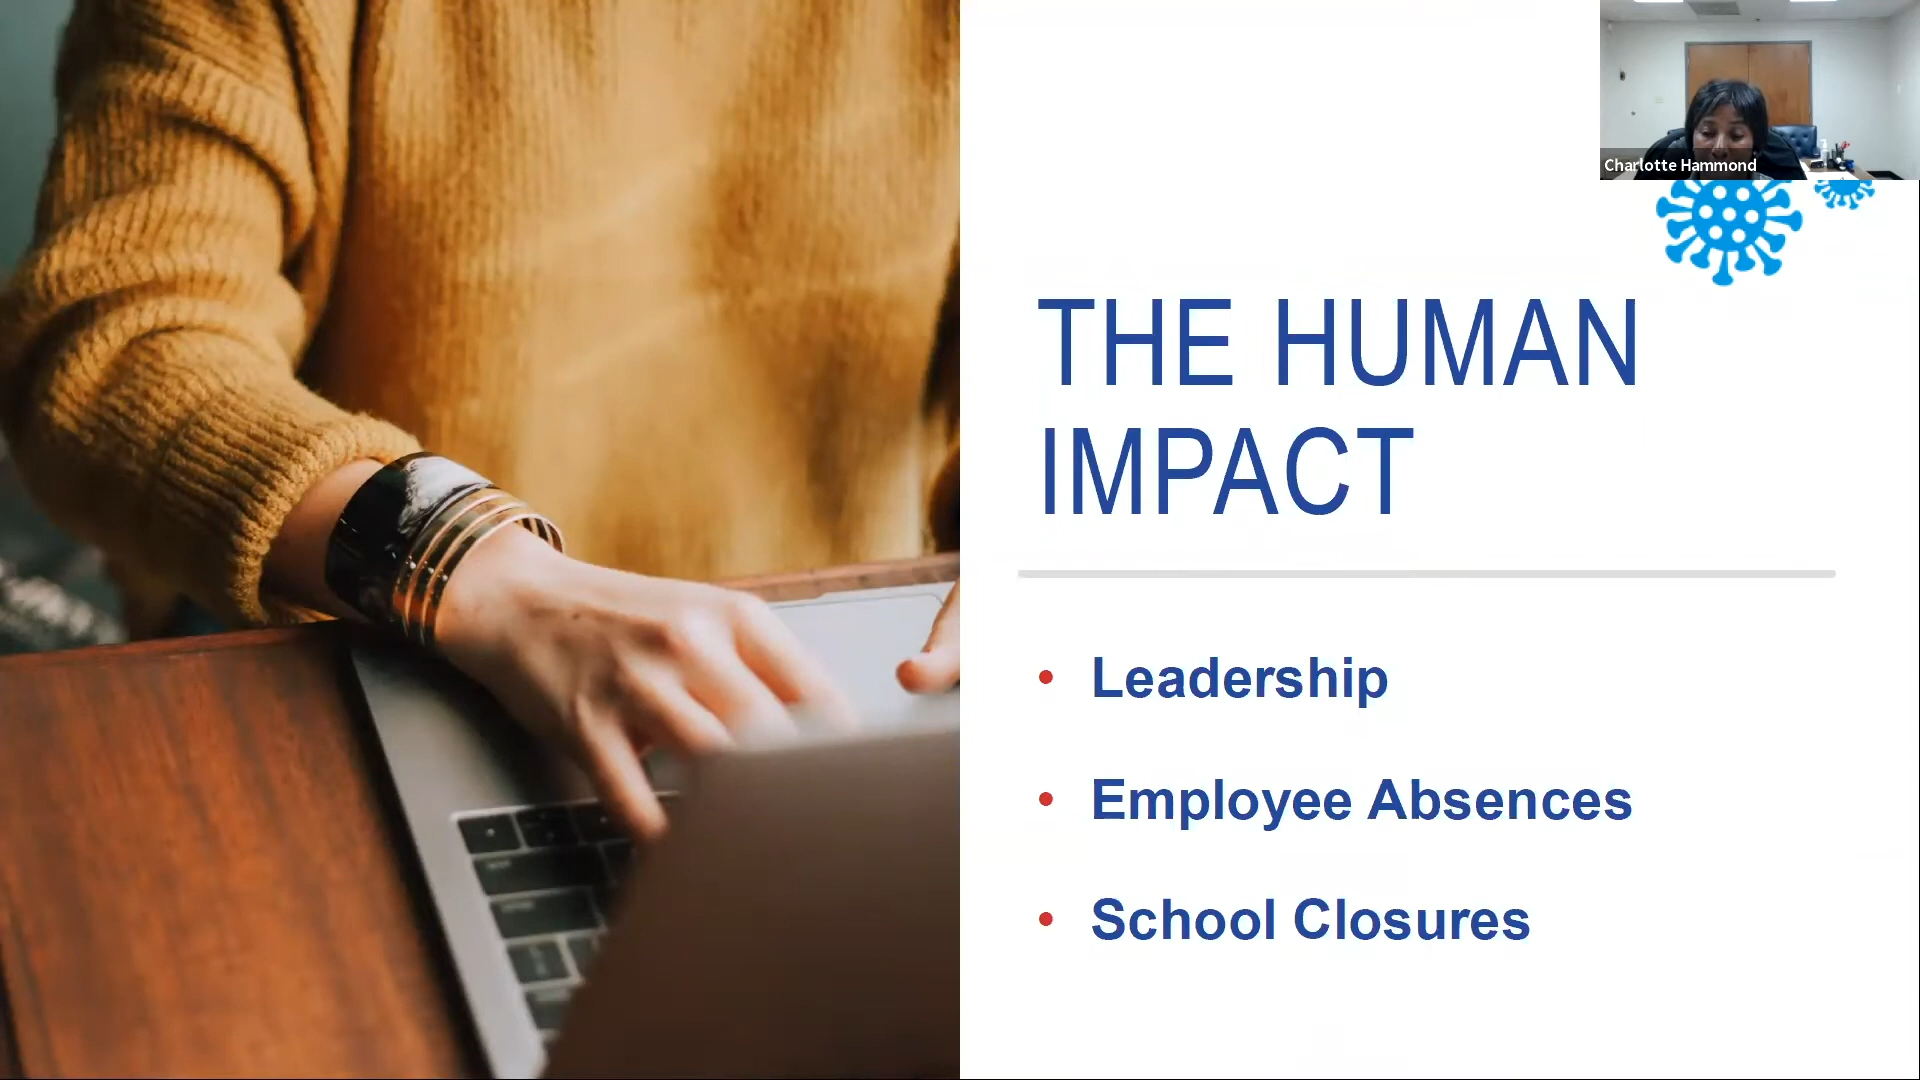 Charlotte Hammond
THE HUMAN
IMPACT
• Leadership
• Employee Absences
• School Closures